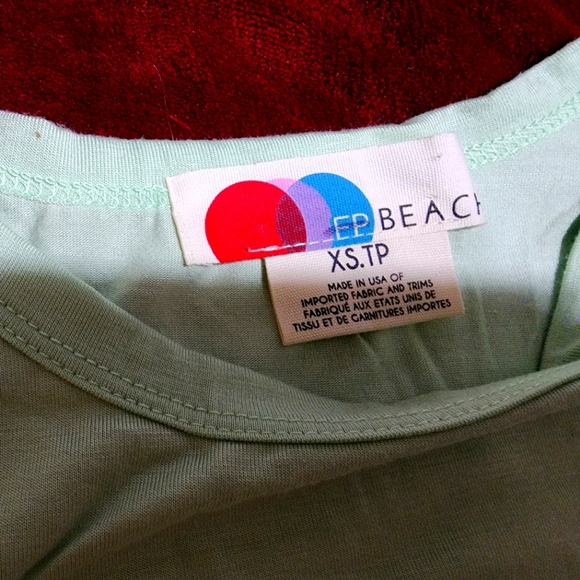 FP BEACH
XS.TP
MADE IN USA OF
IMPORTED FABRIC AND TRIMS
FABRIQUÉ AUX ETATS UNIS DE
TISSU ET DE GARNITURES IMPORTES